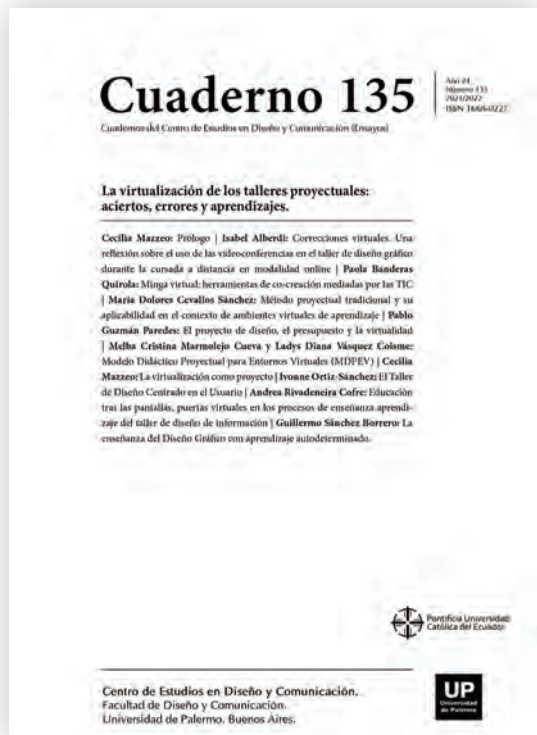 Cuaderno 135
Año 24
Número 135
2021/2022
ISSN 1668-0227
Cuadernos del Centro de Estudios en Diseño y Comunicación (Ensayos)
La virtualización de los talleres proyectuales:
aciertos, errores y aprendizajes.
Cecilia Mazzeo: Prólogo | Isabel Alberdi: Correcciones virtuales. Una
reflexión sobre el uso de las videoconferencias en el taller de diseño gráfico
durante la cursada a distancia en modalidad online | Paola Banderas
Quirola: Minga virtual: herramientas de co-creación mediadas por las TIC
| María Dolores Cevallos Sánchez: Método proyectual tradicional y su
aplicabilidad en el contexto de ambientes virtuales de aprendizaje | Pablo
Guzmán Paredes: El proyecto de diseño, el presupuesto y la virtualidad
| Melba Cristina Marmolejo Cueva y Ladys Diana Vásquez Coisme:
Modelo Didáctico Proyectual para Entornos Virtuales (MDPEV) | Cecilia
Mazzeo: La virtualización como proyecto | Ivonne Ortiz-Sánchez: El Taller
de Diseño Centrado en el Usuario | Andrea Rivadeneira Cofre: Educación
tras las pantallas, puertas virtuales en los procesos de enseñanza aprendi-
zaje del taller de diseño de información | Guillermo Sánchez Borrero: La
enseñanza del Diseño Gráfico con aprendizaje autodeterminado.
Pontificia Universidad
Católica del Ecuador
Centro de Estudios en Diseño y Comunicación.
Facultad de Diseño y Comunicación.
Universidad de Palermo. Buenos Aires.
UP
Universidad
de Palermo